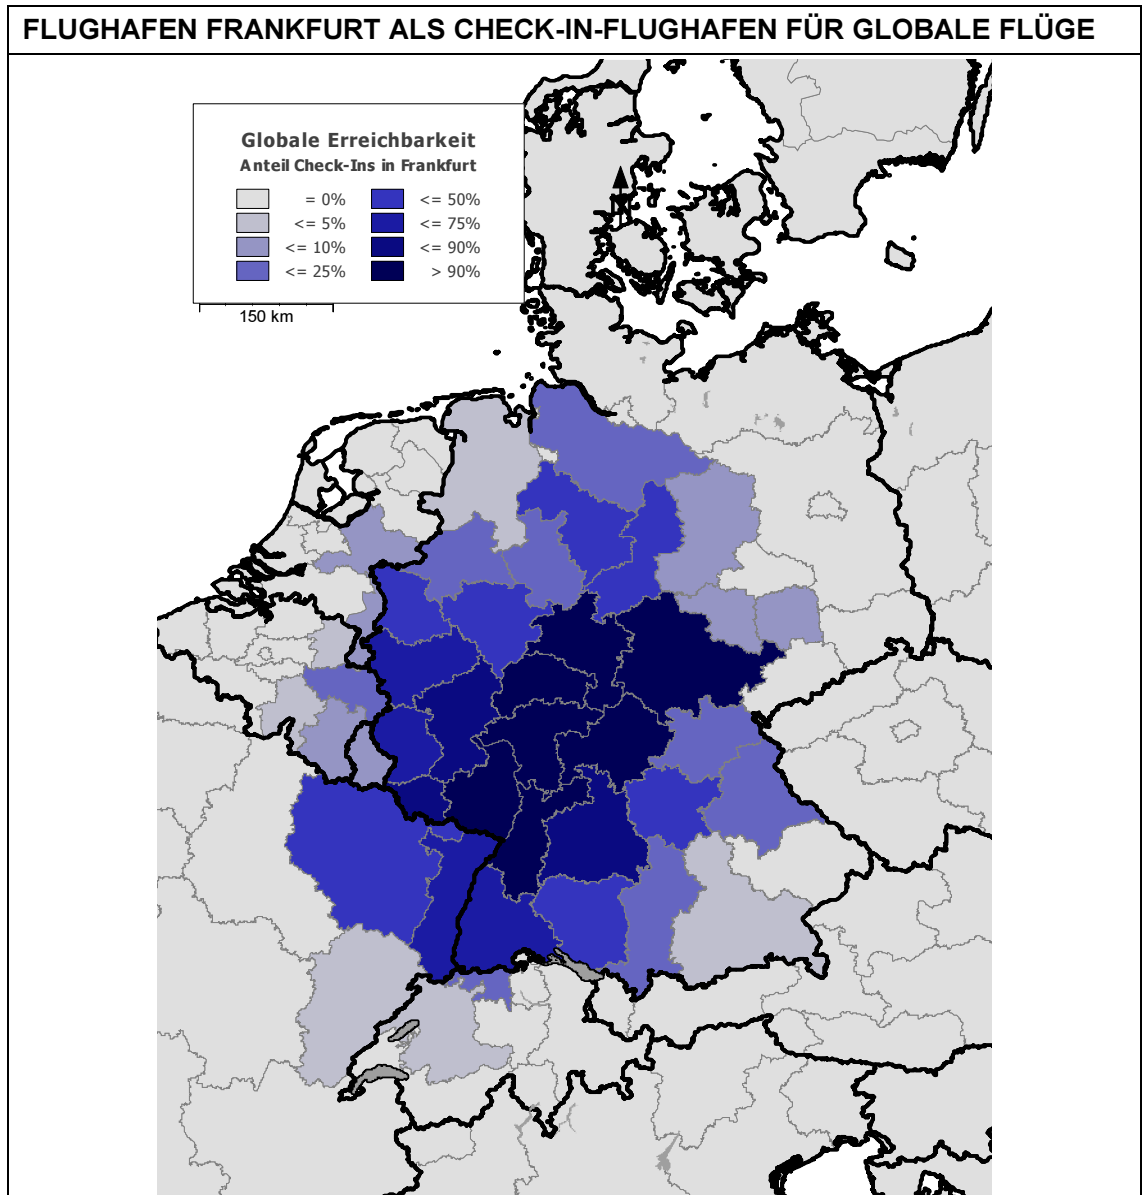 FLUGHAFEN FRANKFURT ALS CHECK-IN-FLUGHAFEN FÜR GLOBALE FLÜGE
Globale Erreichbarkeit
Anteil Check-Ins in Frankfurt
= 0% <= 50%
<= 5% <= 75%
<= 10% <= 90%
<= 25% > 90%
150 km